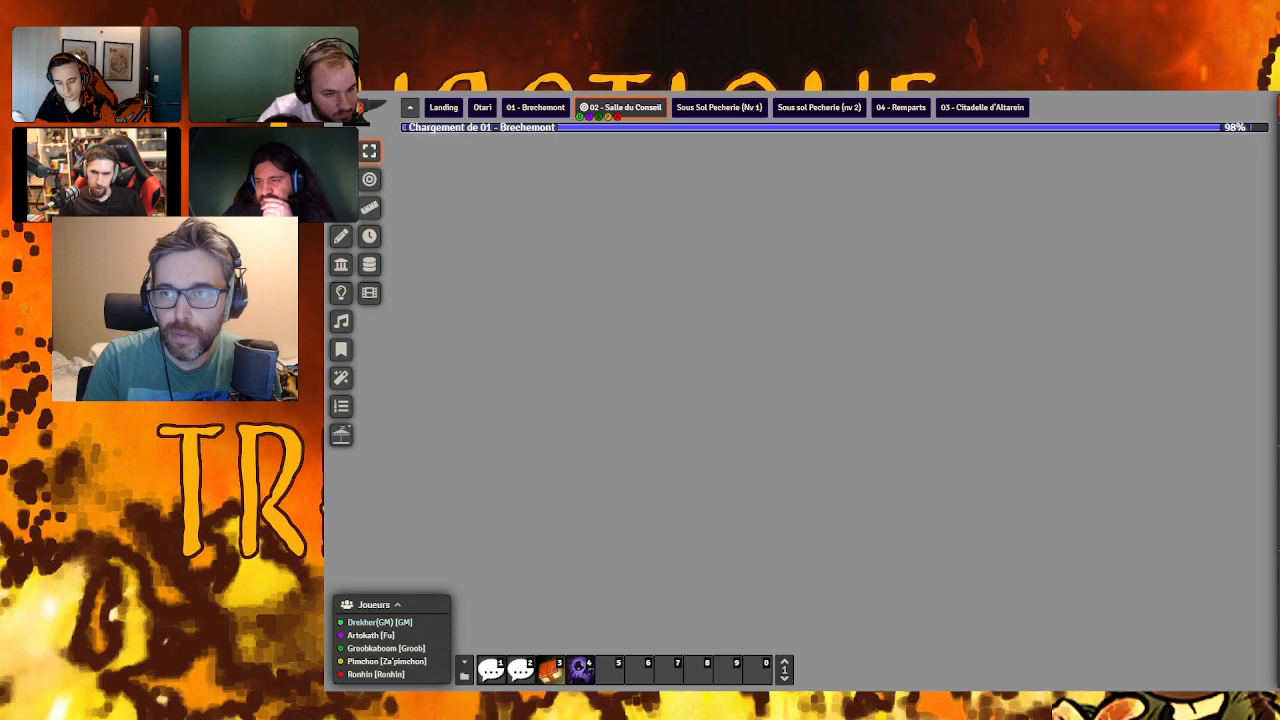 Landing
Otari
01 - Brechemont
02 - Salle du Conseil
Sous Sol Pecherie (Nv 1)
Sous sol Pecherie (nv 2)
04 - Remparts
03 - Citadelle d'Altarein
Chargement de 01 - Brechemont 98%
TR
Joueurs
Drekher(GM) [GM]
Artokath [Fu]
Groobkaboom [Groob]
Pimchon [Za'pimchon]
Ronhin [Ronhin]
1 2 3 4 5 6 7 8 9 0
1